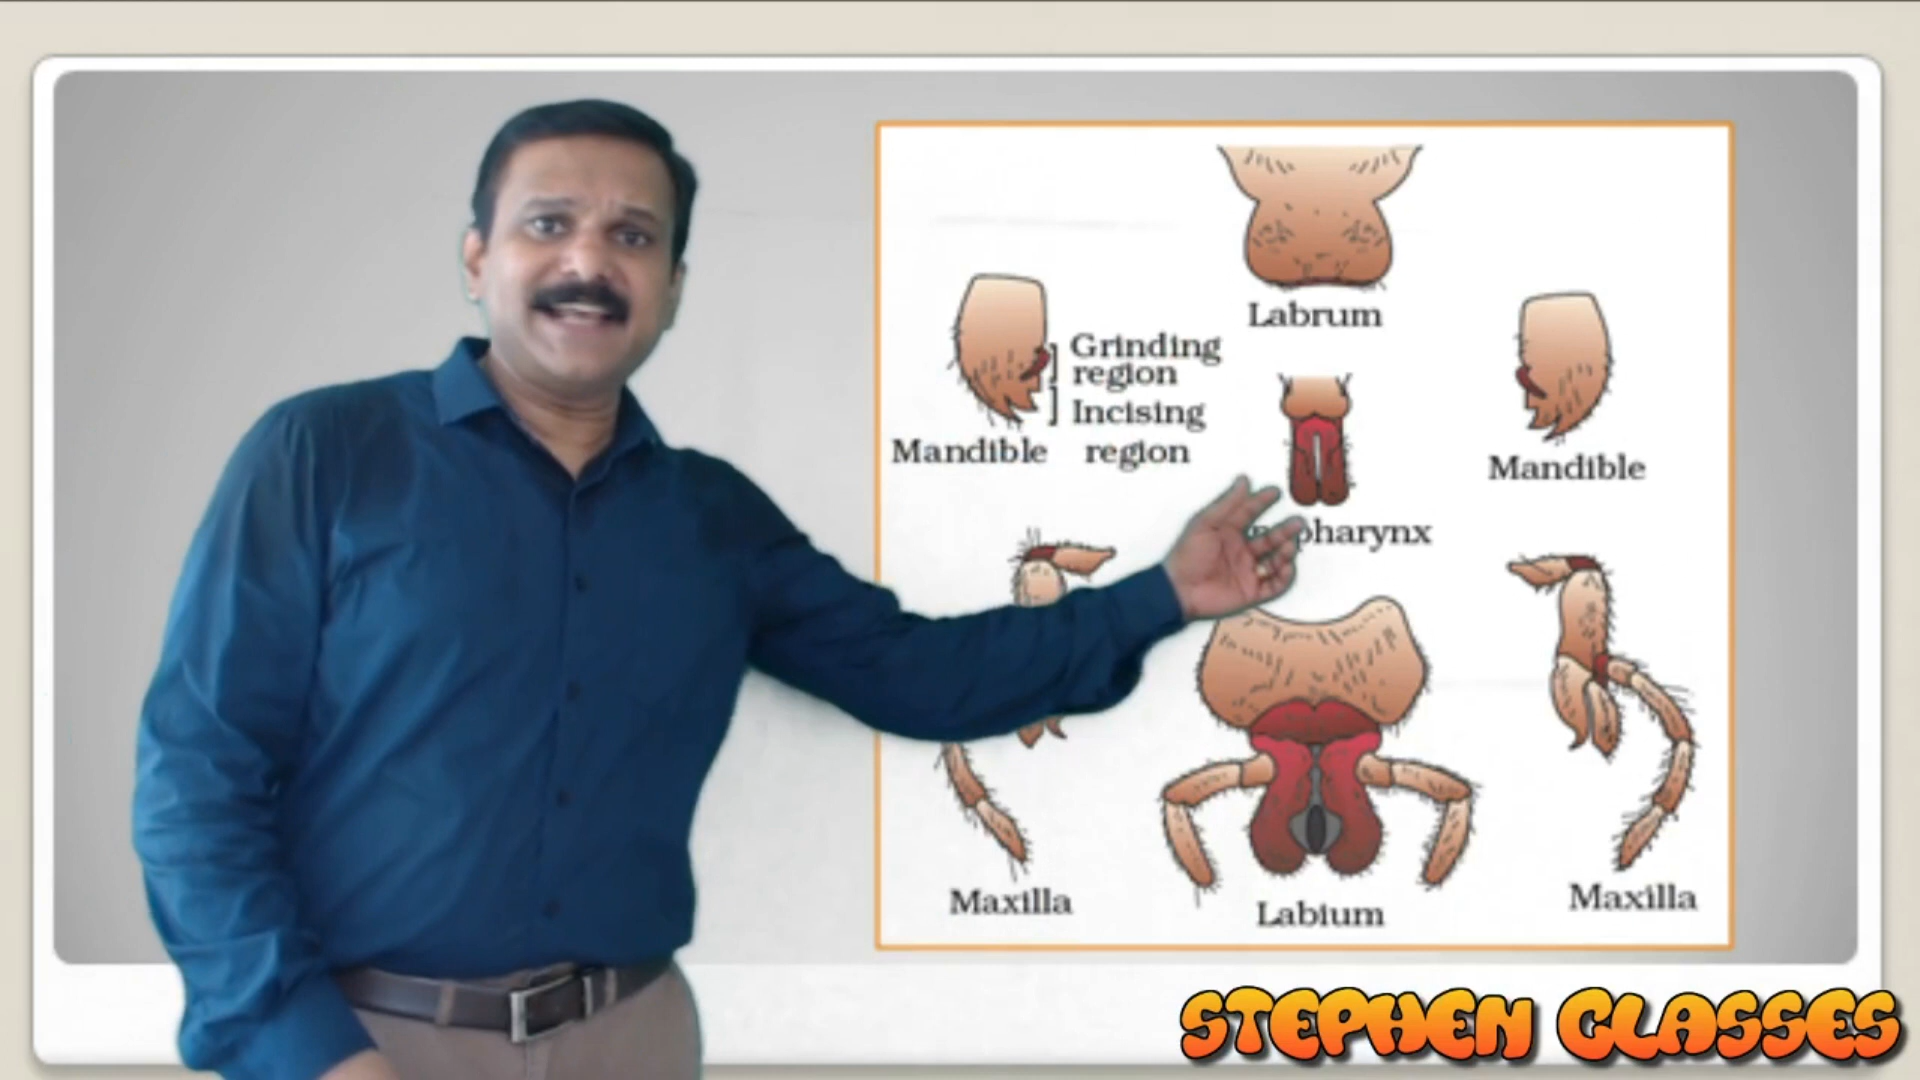 Labrum
Grinding
region
Incising
region
Mandible
Mandible
pharynx
Maxilla
Labium
Maxilla
STEPHEN CLASSES